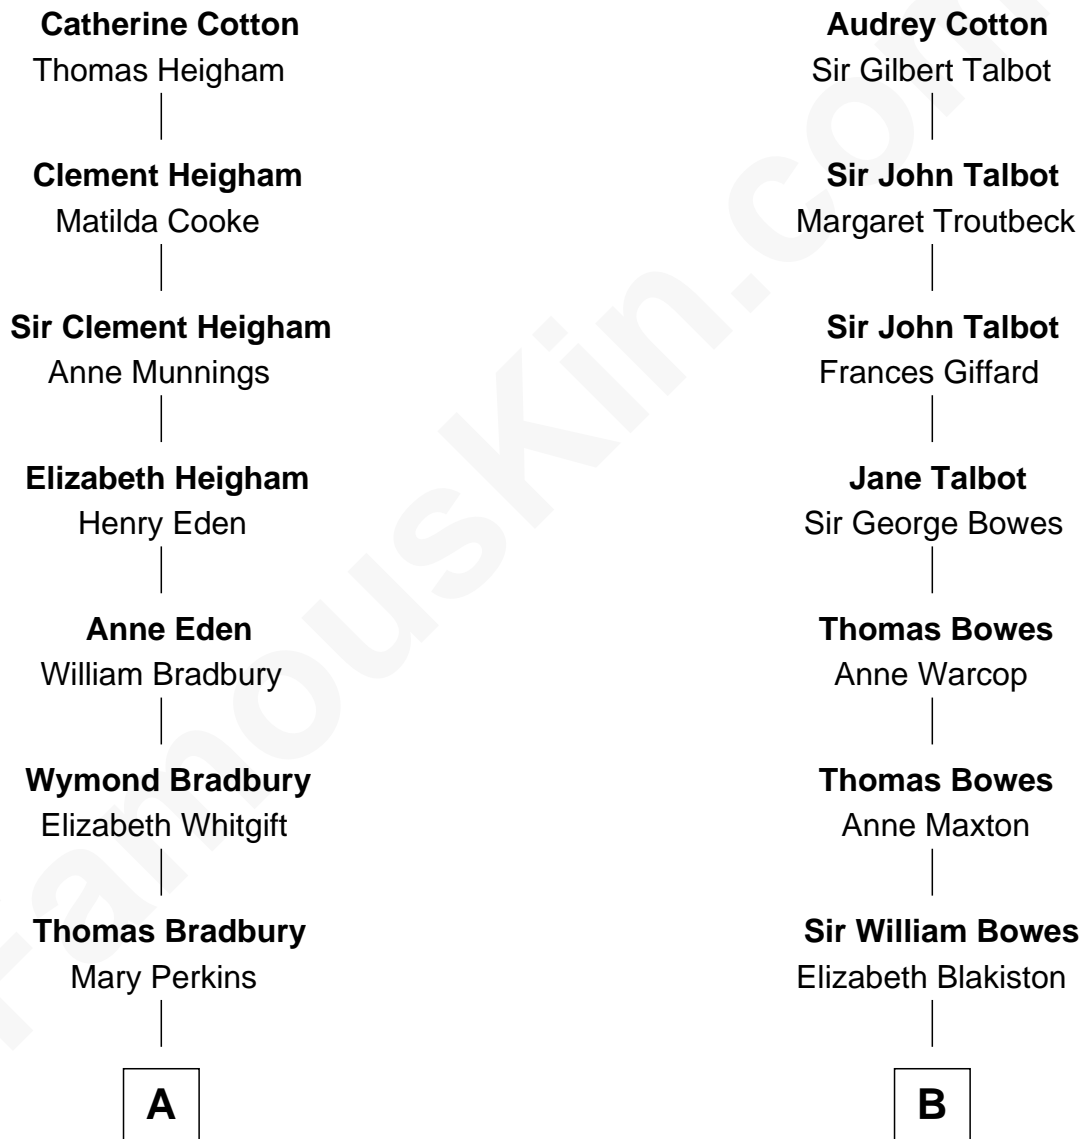 Catherine Cotton
Thomas Heigham
Clement Heigham
Matilda Cooke
Sir Clement Heigham
Anne Munnings
Elizabeth Heigham
Henry Eden
Anne Eden
William Bradbury
Wymond Bradbury
Elizabeth Whitgift
Thomas Bradbury
Mary Perkins
A
Audrey Cotton
Sir Gilbert Talbot
Sir John Talbot
Margaret Troutbeck
Sir John Talbot
Frances Giffard
Jane Talbot
Sir George Bowes
Thomas Bowes
Anne Warcop
Thomas Bowes
Anne Maxton
Sir William Bowes
Elizabeth Blakiston
B
FamousKin.com